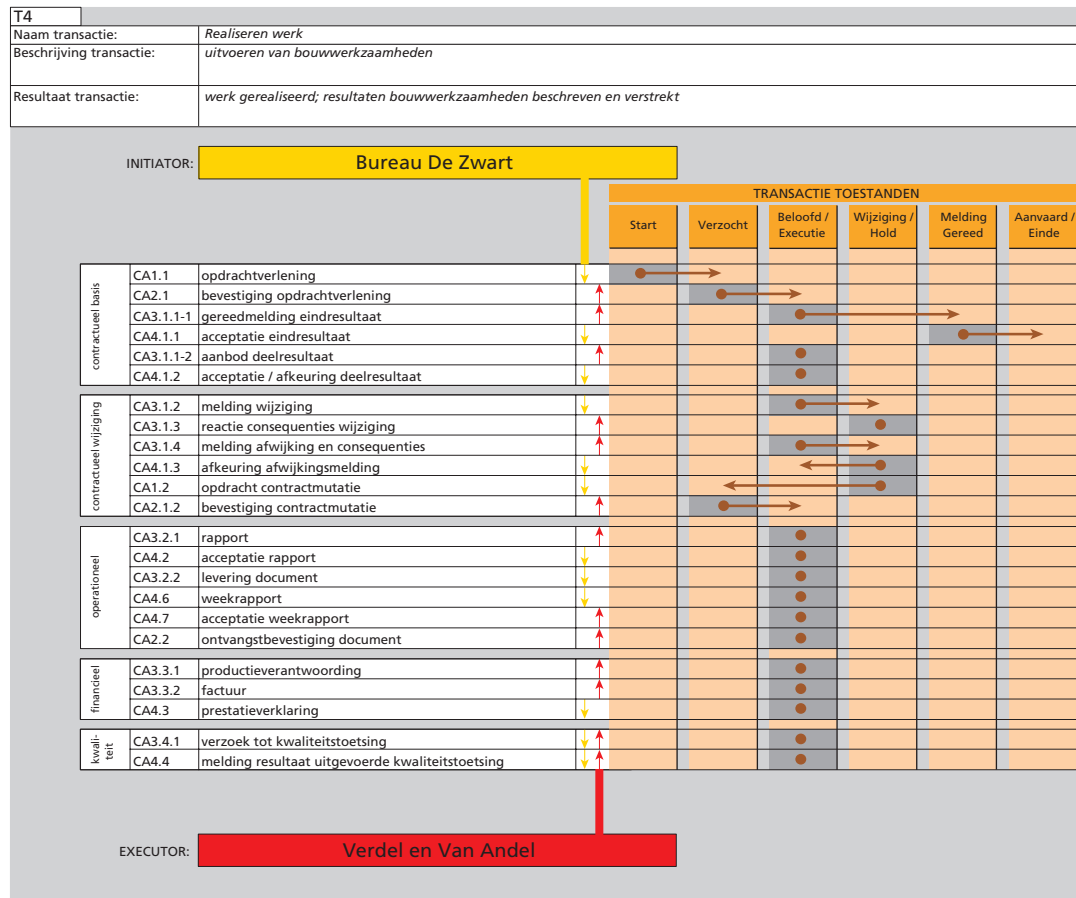 T4
Naam transactie: Realiseren werk
Beschrijving transactie: uitvoeren van bouwwerkzaamheden
Resultaat transactie: werk gerealiseerd; resultaten bouwwerkzaamheden beschreven en verstrekt
INITIATOR: Bureau De Zwart
TRANSACTIE TOESTANDEN
Start
Verzocht
Beloofd /
Executie
Wijziging /
Hold
Melding
Gereed
Aanvaard /
Einde
contractueel basis
CA1.1 opdrachtverlening
CA2.1 bevestiging opdrachtverlening
CA3.1.1-1 gereedmelding eindresultaat
CA4.1.1 acceptatie eindresultaat
CA3.1.1-2 aanbod deelresultaat
CA4.1.2 acceptatie / afkeuring deelresultaat
contractueel wijziging
CA3.1.2 melding wijziging
CA3.1.3 reactie consequenties wijziging
CA3.1.4 melding afwijking en consequenties
CA4.1.3 afkeuring afwijkingsmelding
CA1.2 opdracht contractmutatie
CA2.1.2 bevestiging contractmutatie
operationeel
CA3.2.1 rapport
CA4.2 acceptatie rapport
CA3.2.2 levering document
CA4.6 weekrapport
CA4.7 acceptatie weekrapport
CA2.2 ontvangstbevestiging document
financieel
CA3.3.1 productieverantwoording
CA3.3.2 factuur
CA4.3 prestatieverklaring
kwali-
teit
CA3.4.1 verzoek tot kwaliteitstoetsing
CA4.4 melding resultaat uitgevoerde kwaliteitstoetsing
EXECUTOR: Verdel en Van Andel